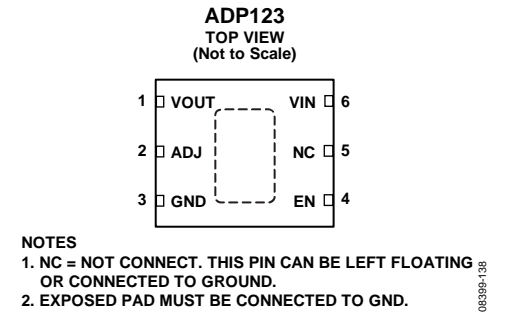 ADP123
TOP VIEW
(Not to Scale)
1 VOUT VIN 6
2 ADJ NC 5
3 GND EN 4
NOTES
1. NC = NOT CONNECT. THIS PIN CAN BE LEFT FLOATING
OR CONNECTED TO GROUND.
2. EXPOSED PAD MUST BE CONNECTED TO GND.
08399-138